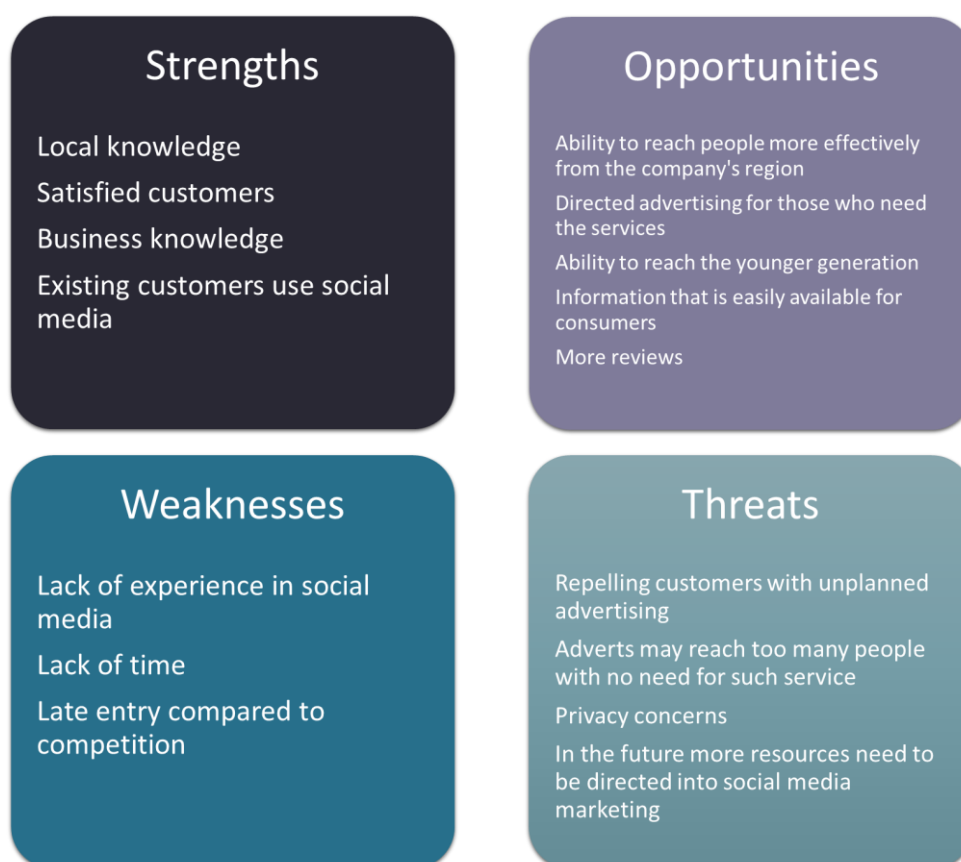 Strengths
Local knowledge
Satisfied customers
Business knowledge
Existing customers use social
media
Opportunities
Ability to reach people more effectively
from the company's region
Directed advertising for those who need
the services
Ability to reach the younger generation
Information that is easily available for
consumers
More reviews
Weaknesses
Lack of experience in social
media
Lack of time
Late entry compared to
competition
Threats
Repelling customers with unplanned
advertising
Adverts may reach too many people
with no need for such service
Privacy concerns
In the future more resources need to
be directed into social media
marketing